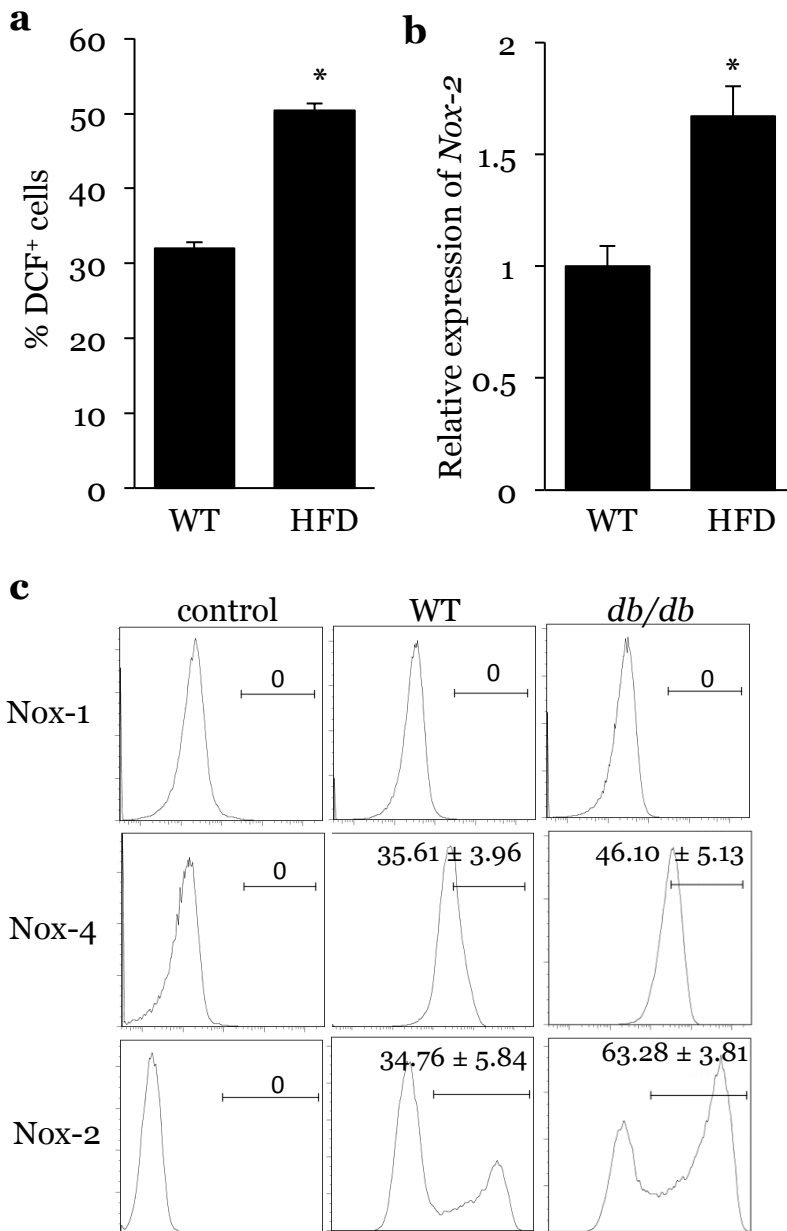 a
60
50
40
30
20
10
0
% DCF⁺ cells
*
WT HFD
b
2
1.5
1
0.5
0
Relative expression of Nox-2
*
WT HFD
c
control WT db/db
Nox-1 0 0 0
Nox-4 0 35.61 ± 3.96 46.10 ± 5.13
Nox-2 0 34.76 ± 5.84 63.28 ± 3.81